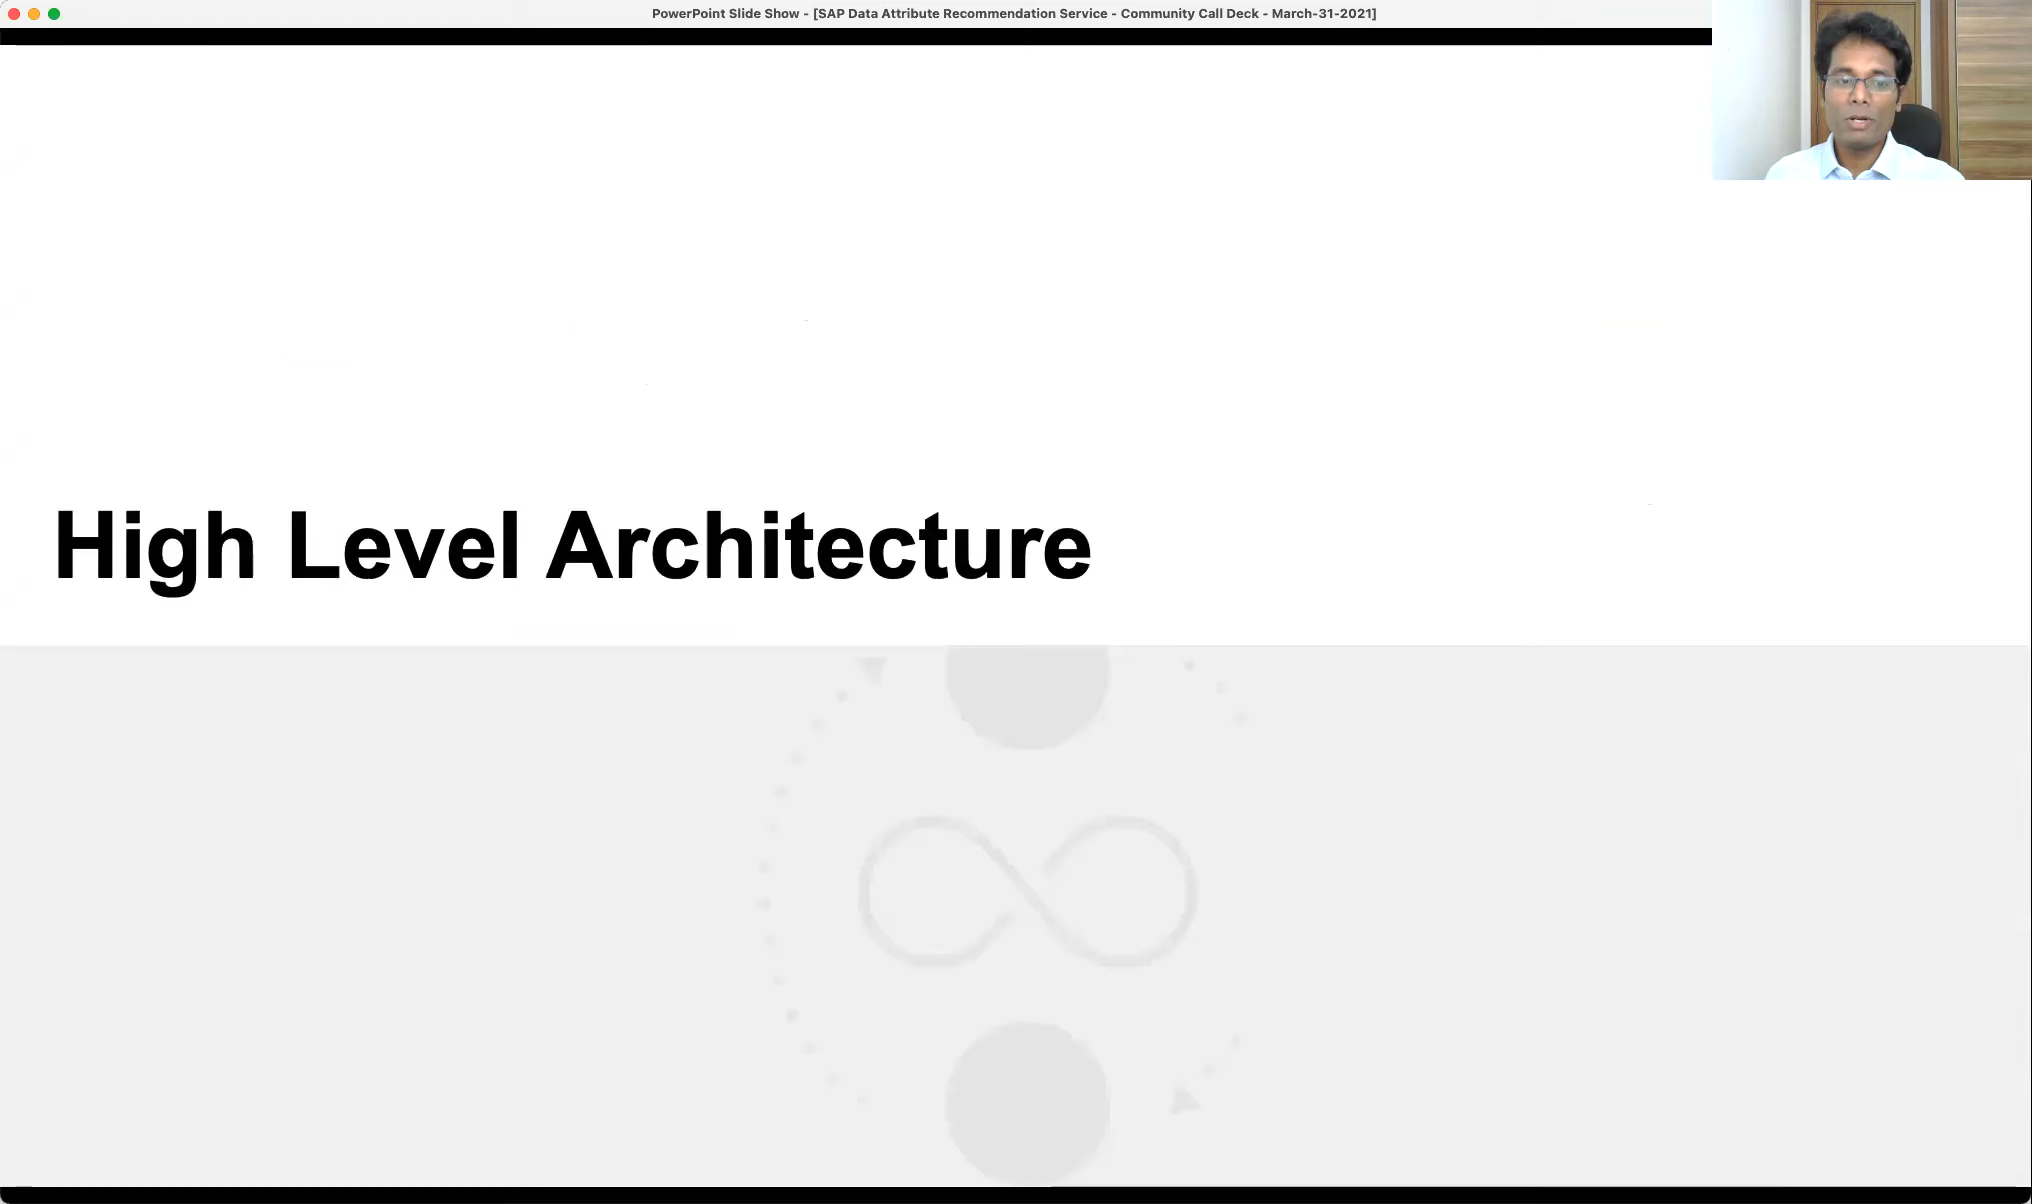 PowerPoint Slide Show - [SAP Data Attribute Recommendation Service - Community Call Deck - March-31-2021]
High Level Architecture